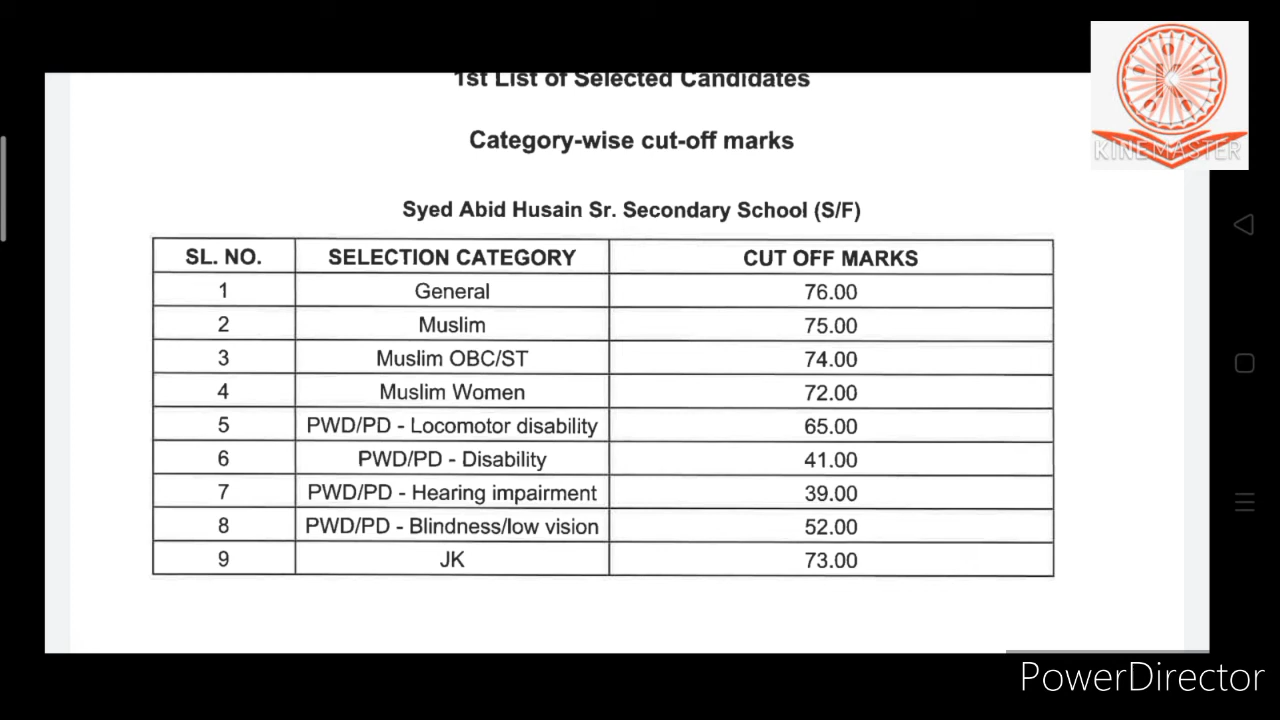 1st List of Selected Candidates
KINEMASTER
Category-wise cut-off marks
Syed Abid Husain Sr. Secondary School (S/F)
SL. NO. SELECTION CATEGORY CUT OFF MARKS
1 General 76.00
2 Muslim 75.00
3 Muslim OBC/ST 74.00
4 Muslim Women 72.00
5 PWD/PD - Locomotor disability 65.00
6 PWD/PD - Disability 41.00
7 PWD/PD - Hearing impairment 39.00
8 PWD/PD - Blindness/low vision 52.00
9 JK 73.00
PowerDirector